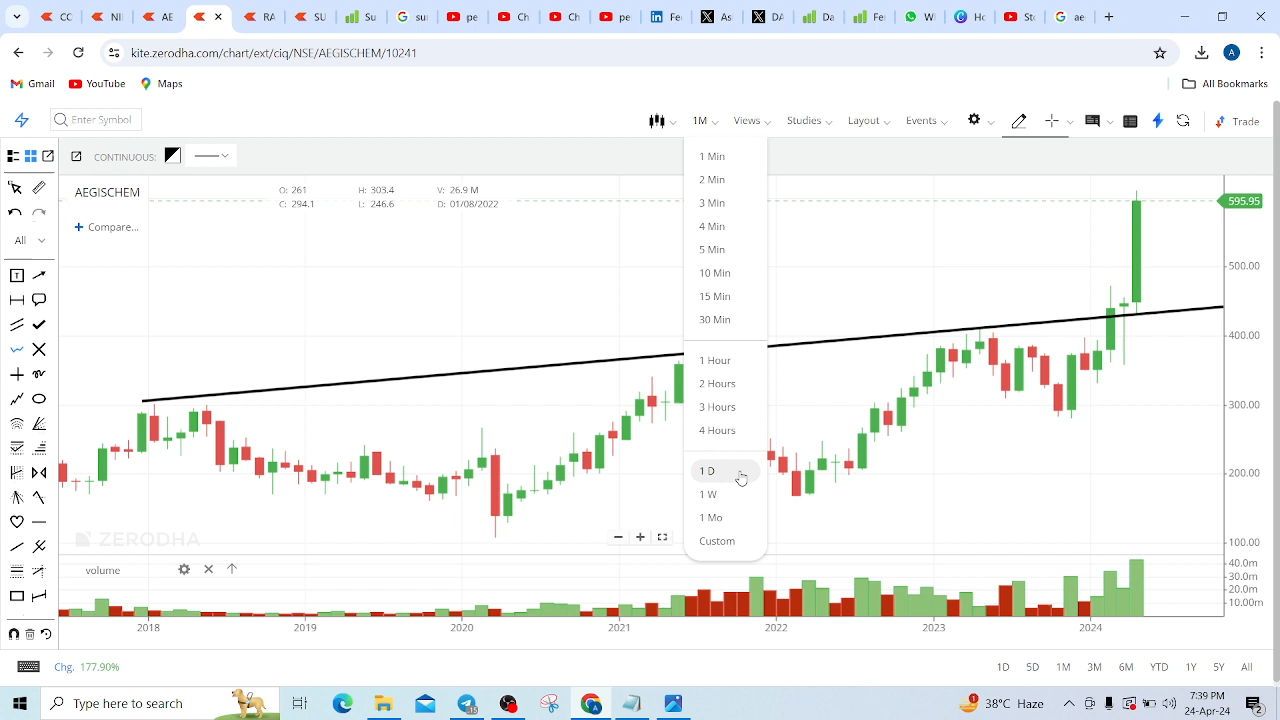 C
AE
RA
SU
Su
su
pe
Ch
Ch
pe
Fe
As
DA
Da
Fe
W
He
St
ae
kite.zerodha.com/chart/ext/ciq/NSE/AEGISCHEM/10241
A
Gmail
YouTube
Maps
All Bookmarks
Enter Symbol
1M
Views
Studies
Layout
Events
Trade
CONTINUOUS:
AEGISCHEM
O: 261
H: 303.4
V: 26.9 M
C: 294.1
L: 246.6
D: 01/08/2022
+ Compare...
All
T
1 Min
2 Min
3 Min
4 Min
5 Min
10 Min
15 Min
30 Min
1 Hour
2 Hours
3 Hours
4 Hours
1 D
1 W
1 Mo
Custom
595.95
500.00
400.00
300.00
200.00
100.00
40.0m
30.0m
20.0m
10.00m
ZERODHA
volume
2018
2019
2020
2021
2022
2023
2024
Chg. 177.90%
1D
5D
1M
3M
6M
YTD
1Y
5Y
All
Type here to search
15
A
1
38°C Haze
7:39 PM
24-Apr-24
2